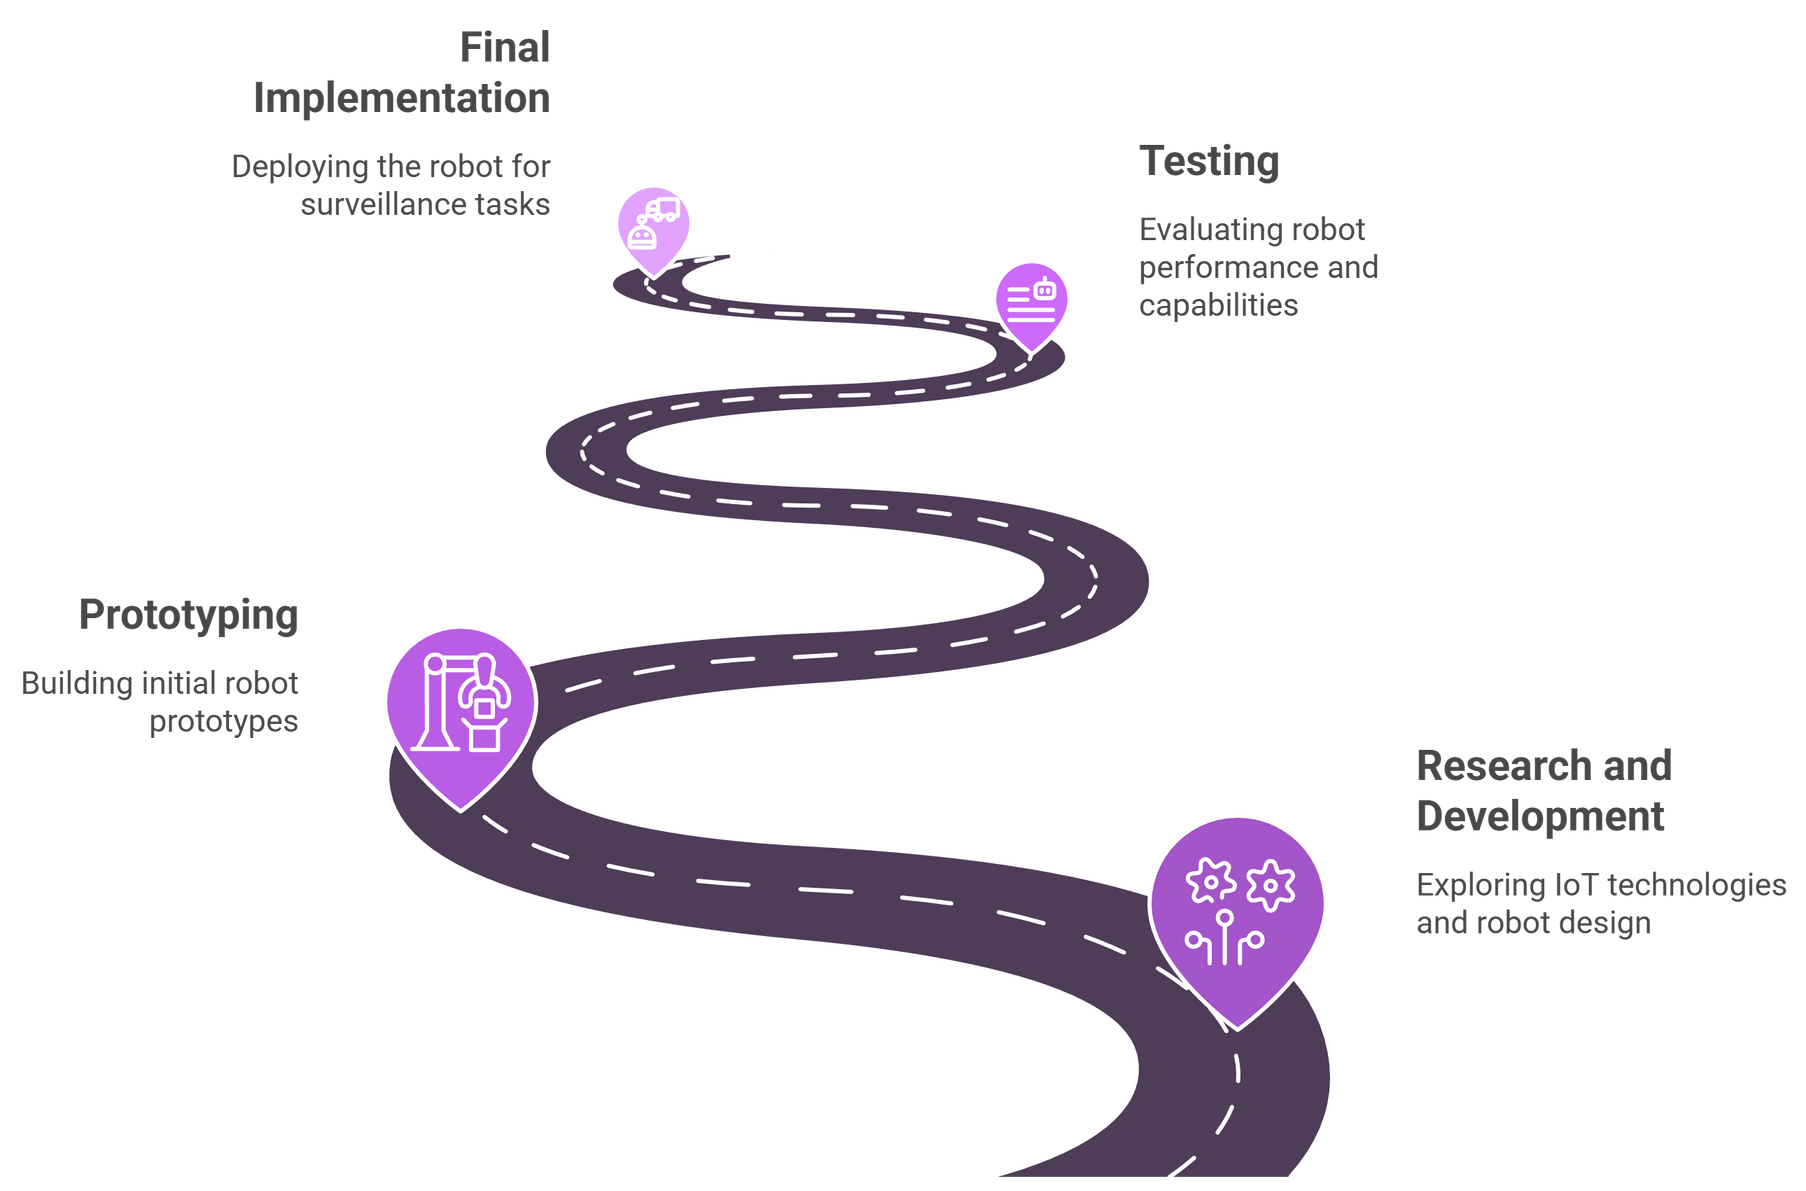 Final
Implementation
Deploying the robot for
surveillance tasks
Testing
Evaluating robot
performance and
capabilities
Prototyping
Building initial robot
prototypes
Research and
Development
Exploring IoT technologies
and robot design